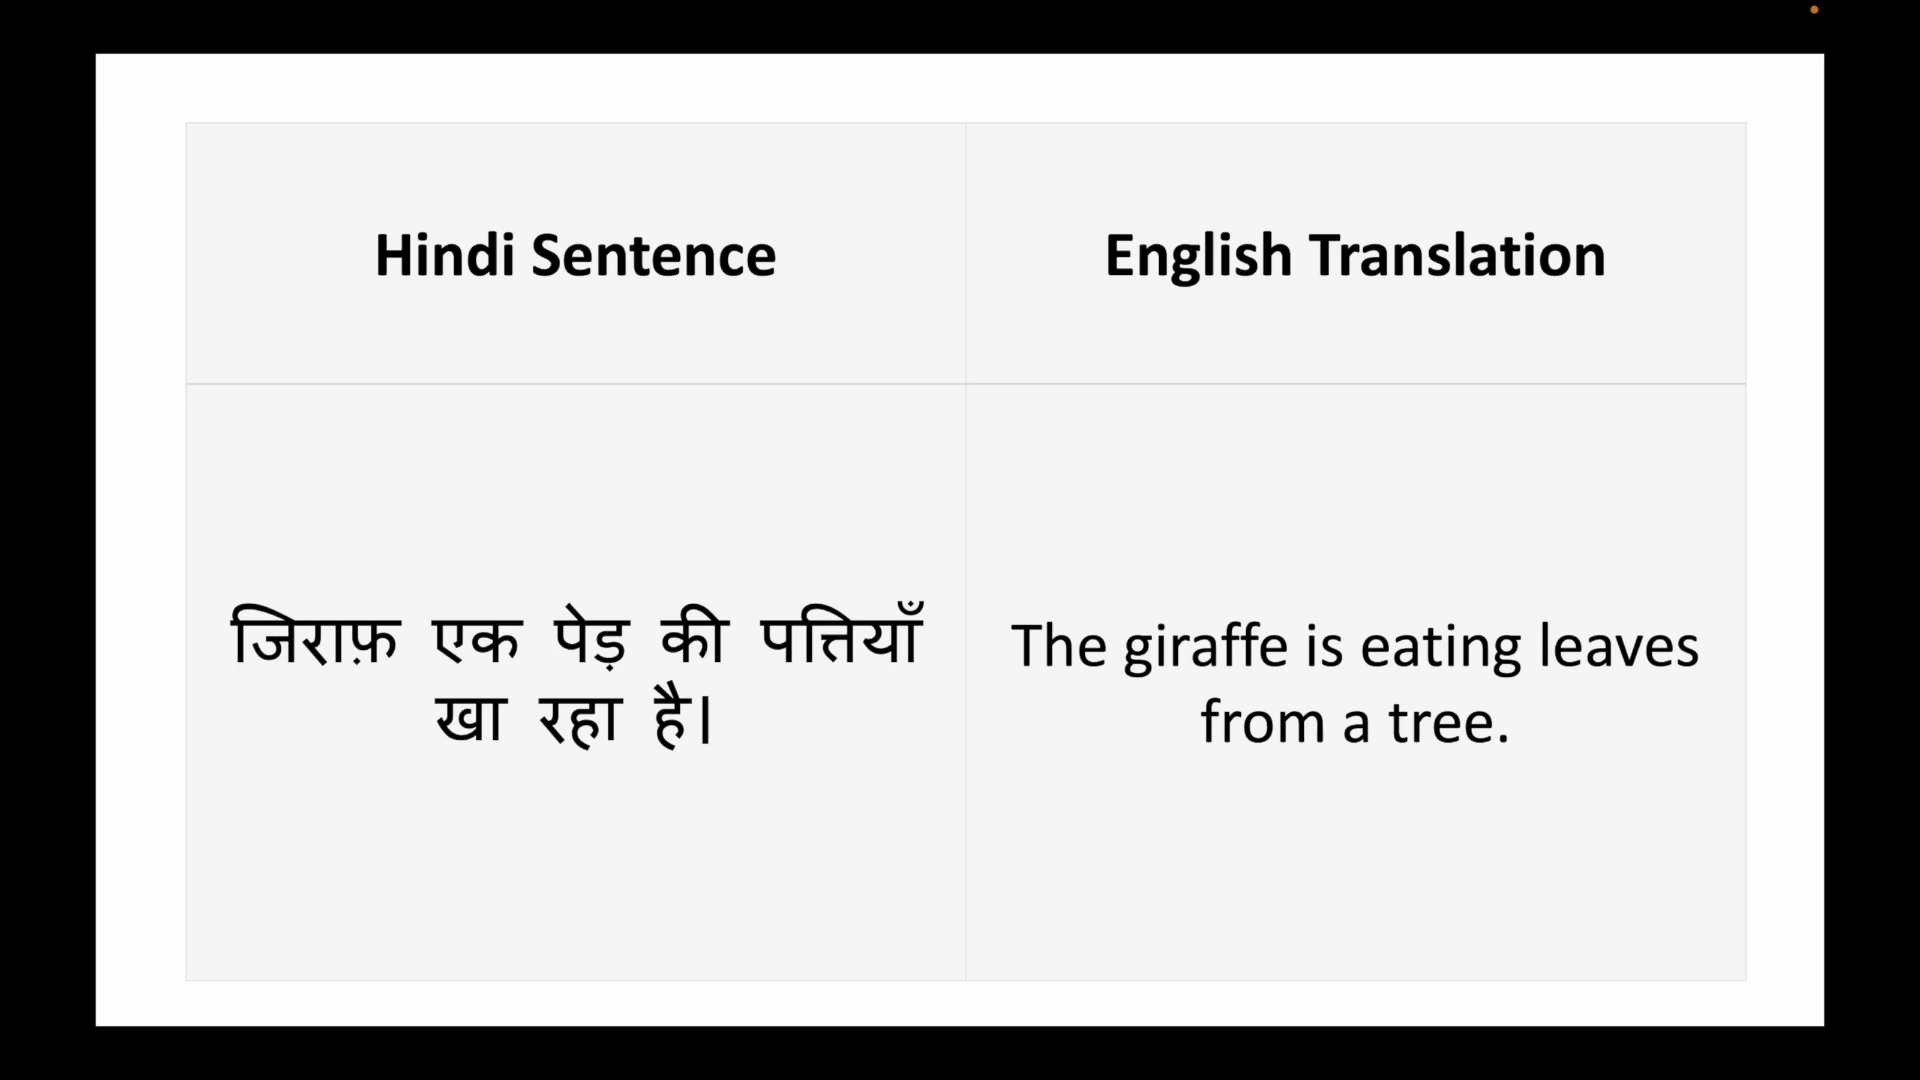 Hindi Sentence
English Translation
जिराफ़ एक पेड़ की पत्तियाँ
खा रहा है।
The giraffe is eating leaves
from a tree.